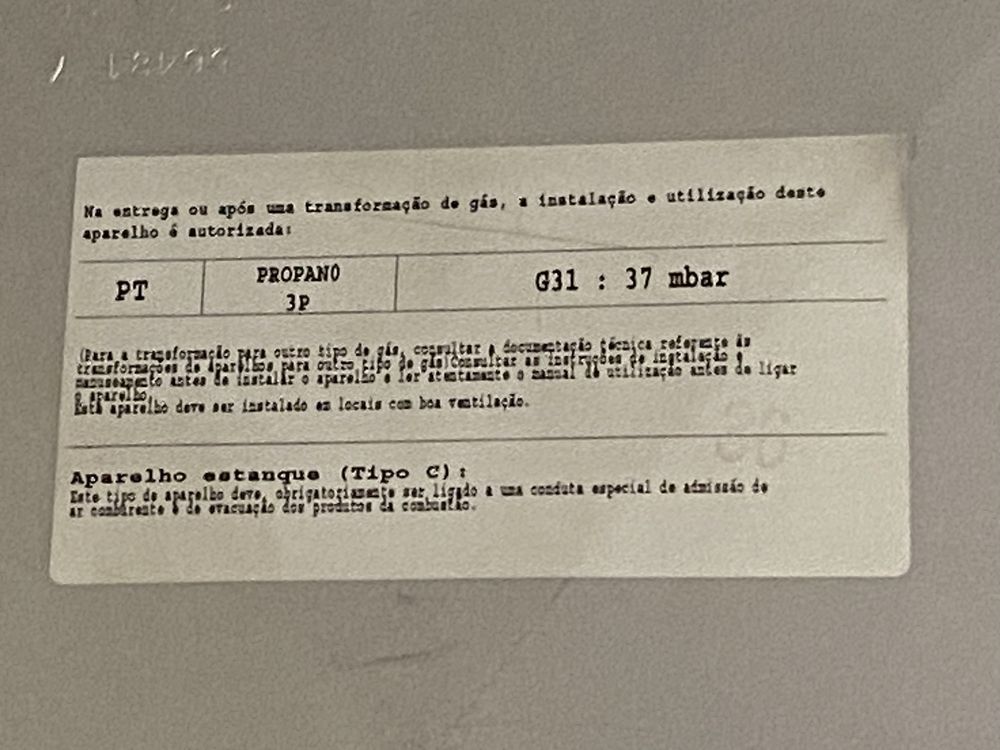 Na entrega ou após uma transformação de gás, a instalação e utilização deste
aparelho é autorizada:
PT
PROPANO
3P
G31 : 37 mbar
(Para a transformação para outro tipo de gás, consultar a documentação técnica referente às
transformações de aparelhos para outro tipo de gás)Consultar as instruções de instalação e
manuseamento antes de instalar o aparelho e ler atentamente o manual de utilização antes de ligar
o aparelho.
Este aparelho deve ser instalado em locais com boa ventilação.
Aparelho estanque (Tipo C):
Este tipo de aparelho deve, obrigatoriamente ser ligado a uma conduta especial de admissão de
ar comburente e de evacuação dos produtos da combustão.